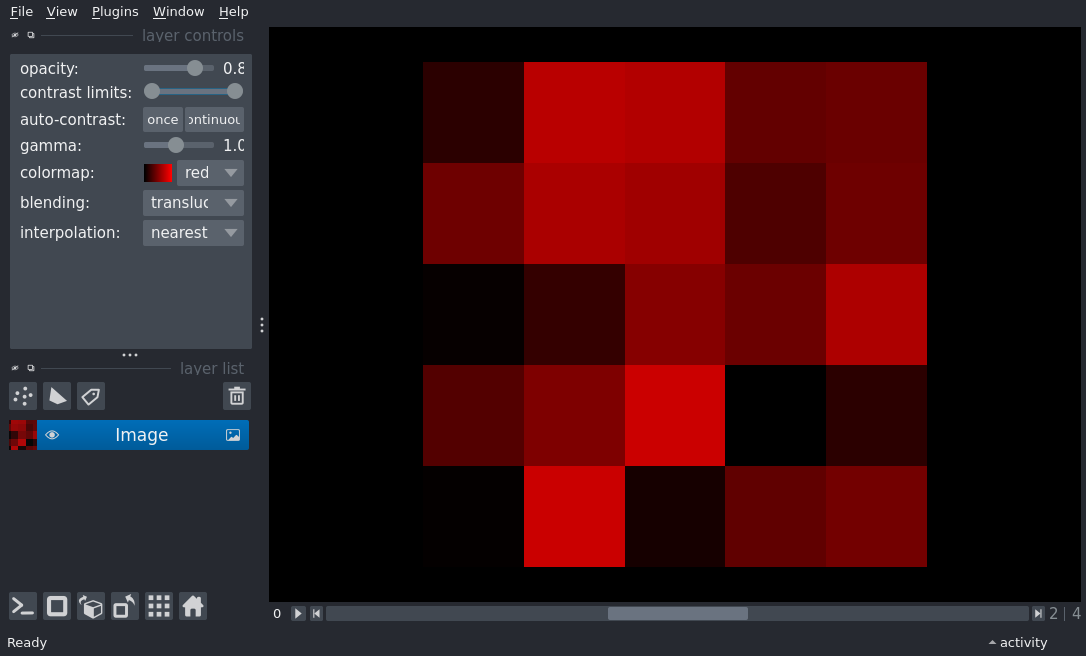 File View Plugins Window Help
layer controls
opacity: 0.8
contrast limits:
auto-contrast: once ontinuou
gamma: 1.0
colormap: red
blending: transluc
interpolation: nearest
layer list
Image
0 2 | 4
Ready activity